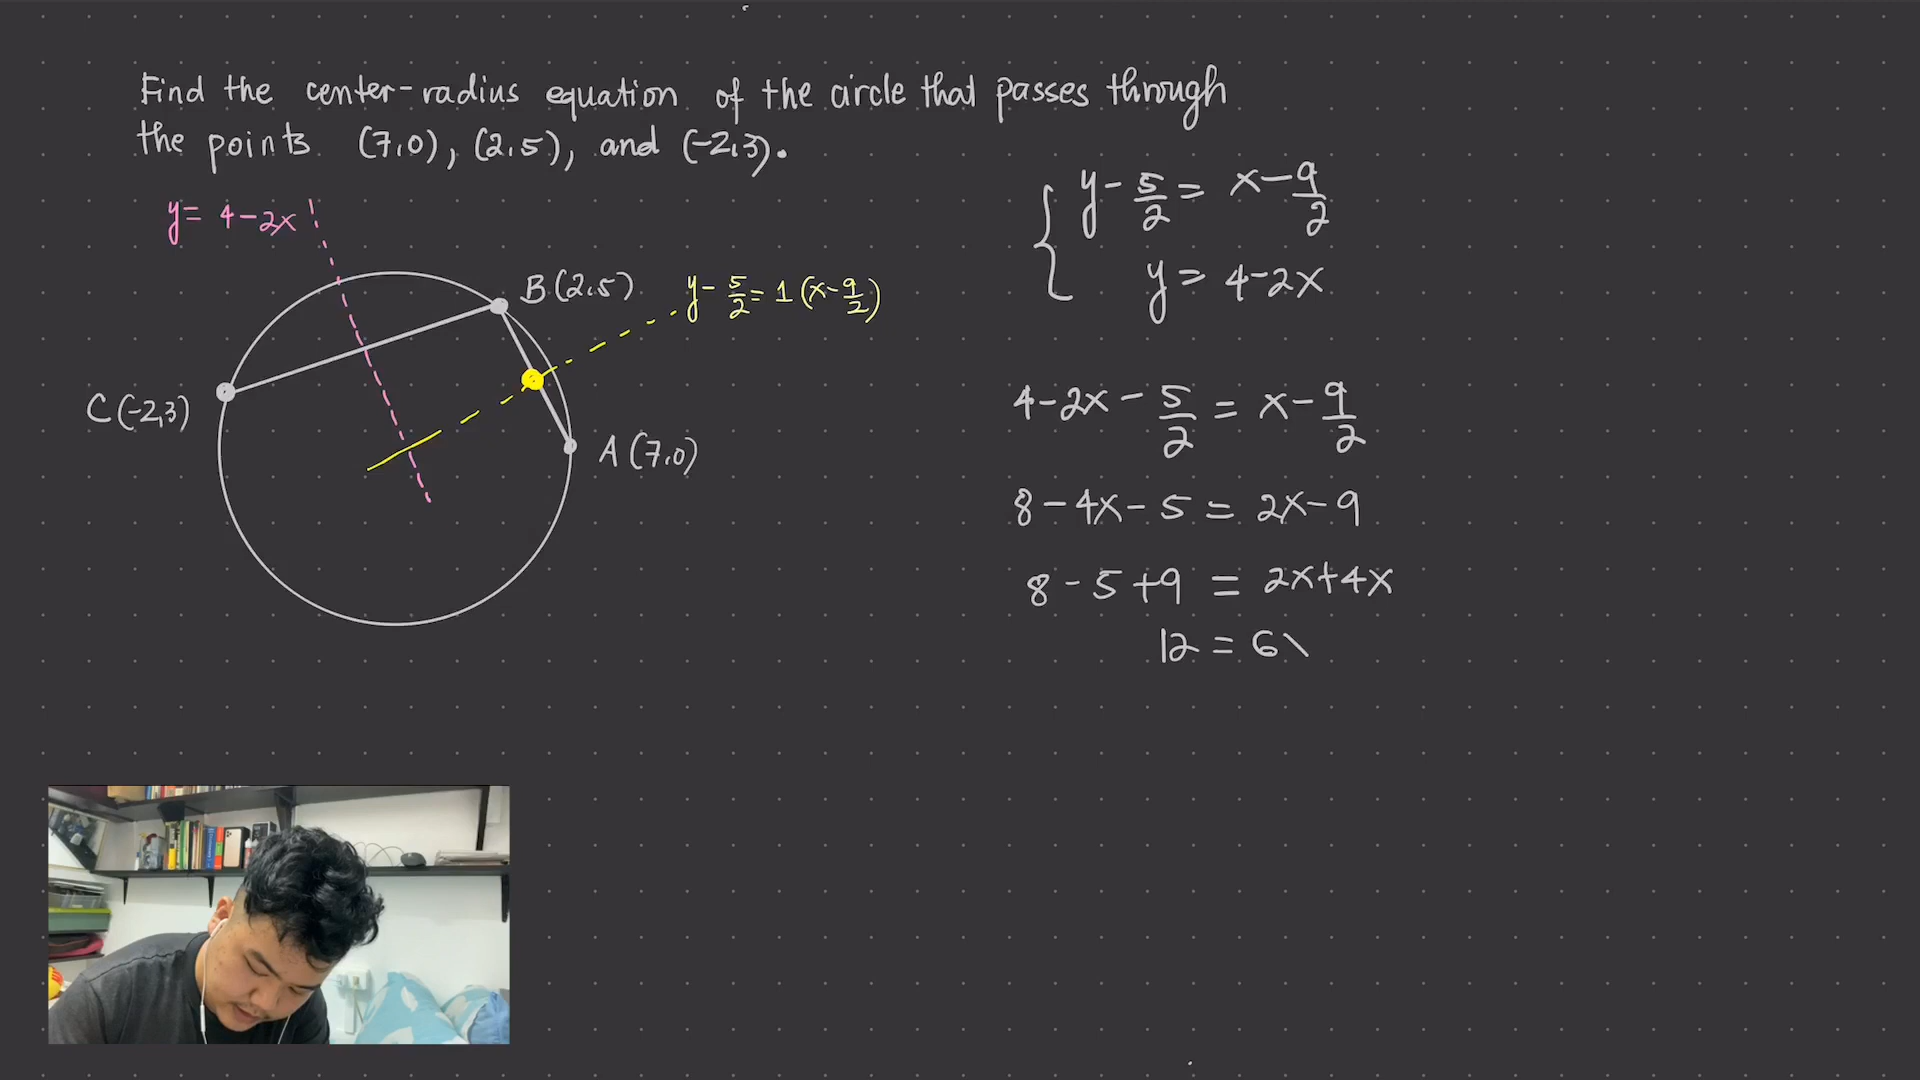 Find the center-radius equation of the circle that passes through
the points (7,0), (2,5), and (-2,3).
y = 4-2x
B (2,5)
y - 5/2 = 1 (x - 9/2)
C (-2,3)
A (7,0)
y - 5/2 = x - 9/2
y = 4-2x
4-2x - 5/2 = x - 9/2
8 - 4x - 5 = 2x - 9
8 - 5 + 9 = 2x+4x
12 = 6\